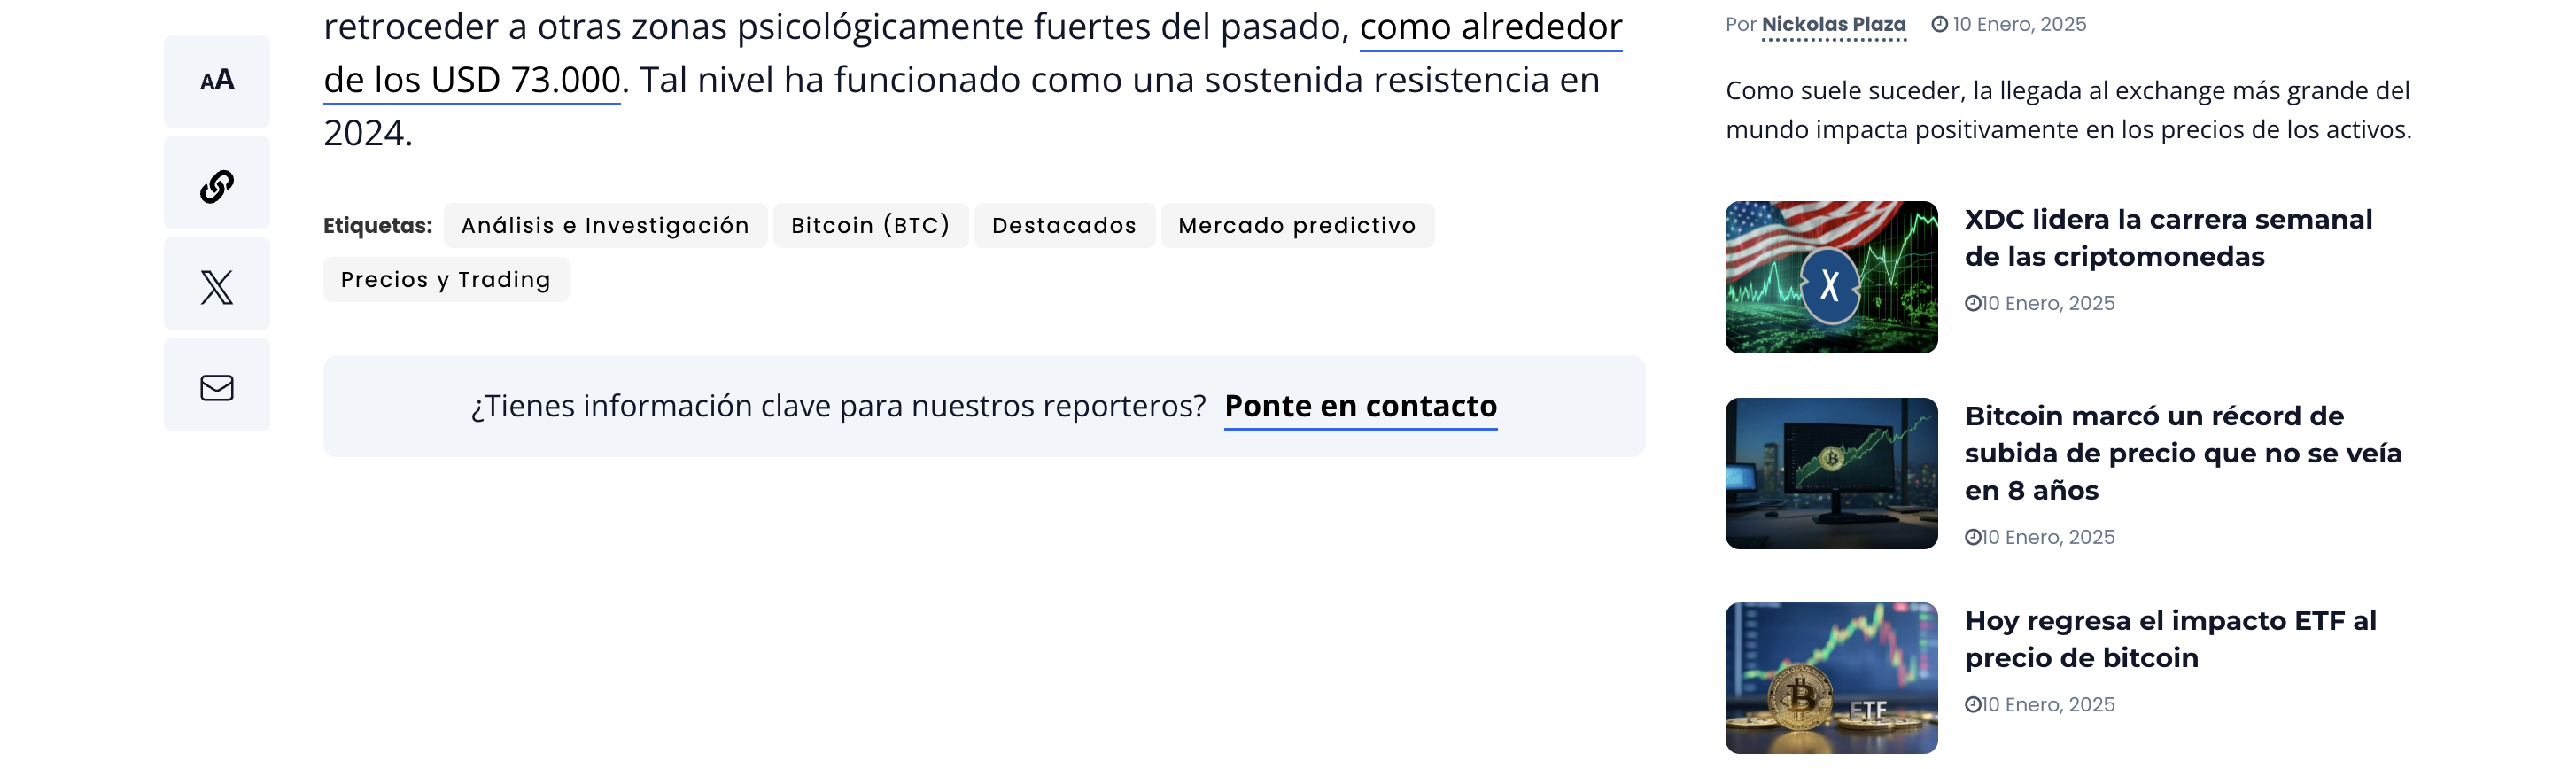 retroceder a otras zonas psicológicamente fuertes del pasado, como alrededor
de los USD 73.000. Tal nivel ha funcionado como una sostenida resistencia en
2024.
AA
Etiquetas: Análisis e Investigación Bitcoin (BTC) Destacados Mercado predictivo
Precios y Trading
¿Tienes información clave para nuestros reporteros? Ponte en contacto
Por Nickolas Plaza 10 Enero, 2025
Como suele suceder, la llegada al exchange más grande del
mundo impacta positivamente en los precios de los activos.
XDC lidera la carrera semanal
de las criptomonedas
10 Enero, 2025
Bitcoin marcó un récord de
subida de precio que no se veía
en 8 años
10 Enero, 2025
Hoy regresa el impacto ETF al
precio de bitcoin
10 Enero, 2025
ETF